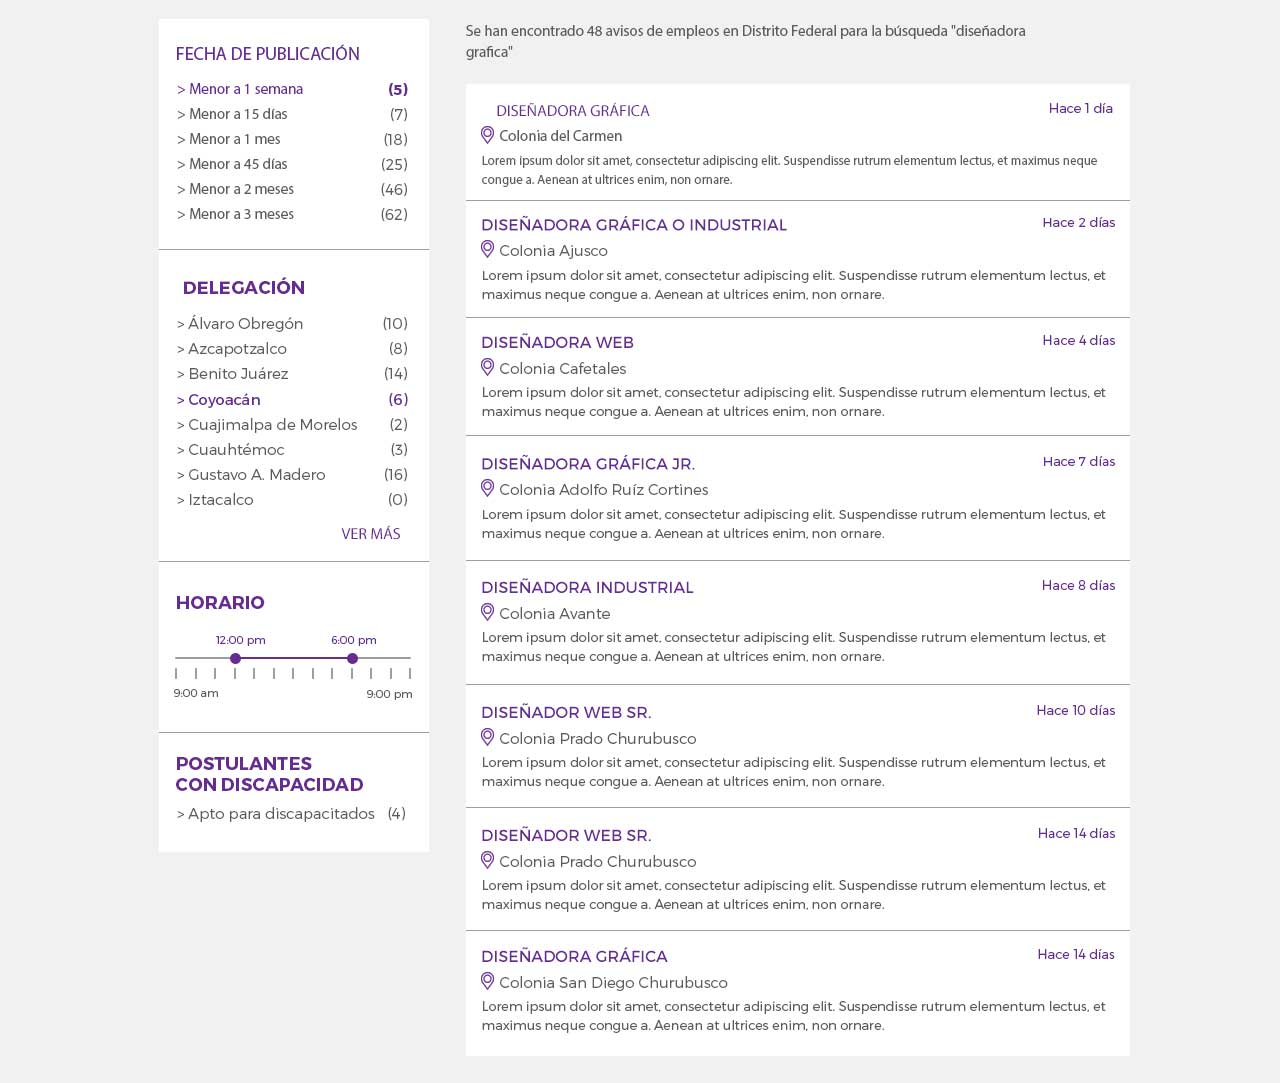 FECHA DE PUBLICACIÓN
> Menor a 1 semana (5)
> Menor a 15 días (7)
> Menor a 1 mes (18)
> Menor a 45 días (25)
> Menor a 2 meses (46)
> Menor a 3 meses (62)
DELEGACIÓN
> Álvaro Obregón (10)
> Azcapotzalco (8)
> Benito Juárez (14)
> Coyoacán (6)
> Cuajimalpa de Morelos (2)
> Cuauhtémoc (3)
> Gustavo A. Madero (16)
> Iztacalco (0)
VER MÁS
HORARIO
12:00 pm 6:00 pm
9:00 am 9:00 pm
POSTULANTES
CON DISCAPACIDAD
> Apto para discapacitados (4)
Se han encontrado 48 avisos de empleos en Distrito Federal para la búsqueda "diseñadora
grafica"
DISEÑADORA GRÁFICA Hace 1 día
Colonia del Carmen
Lorem ipsum dolor sit amet, consectetur adipiscing elit. Suspendisse rutrum elementum lectus, et maximus neque
congue a. Aenean at ultrices enim, non ornare.
DISEÑADORA GRÁFICA O INDUSTRIAL Hace 2 días
Colonia Ajusco
Lorem ipsum dolor sit amet, consectetur adipiscing elit. Suspendisse rutrum elementum lectus, et
maximus neque congue a. Aenean at ultrices enim, non ornare.
DISEÑADORA WEB Hace 4 días
Colonia Cafetales
Lorem ipsum dolor sit amet, consectetur adipiscing elit. Suspendisse rutrum elementum lectus, et
maximus neque congue a. Aenean at ultrices enim, non ornare.
DISEÑADORA GRÁFICA JR. Hace 7 días
Colonia Adolfo Ruíz Cortines
Lorem ipsum dolor sit amet, consectetur adipiscing elit. Suspendisse rutrum elementum lectus, et
maximus neque congue a. Aenean at ultrices enim, non ornare.
DISEÑADORA INDUSTRIAL Hace 8 días
Colonia Avante
Lorem ipsum dolor sit amet, consectetur adipiscing elit. Suspendisse rutrum elementum lectus, et
maximus neque congue a. Aenean at ultrices enim, non ornare.
DISEÑADOR WEB SR. Hace 10 días
Colonia Prado Churubusco
Lorem ipsum dolor sit amet, consectetur adipiscing elit. Suspendisse rutrum elementum lectus, et
maximus neque congue a. Aenean at ultrices enim, non ornare.
DISEÑADOR WEB SR. Hace 14 días
Colonia Prado Churubusco
Lorem ipsum dolor sit amet, consectetur adipiscing elit. Suspendisse rutrum elementum lectus, et
maximus neque congue a. Aenean at ultrices enim, non ornare.
DISEÑADORA GRÁFICA Hace 14 días
Colonia San Diego Churubusco
Lorem ipsum dolor sit amet, consectetur adipiscing elit. Suspendisse rutrum elementum lectus, et
maximus neque congue a. Aenean at ultrices enim, non ornare.